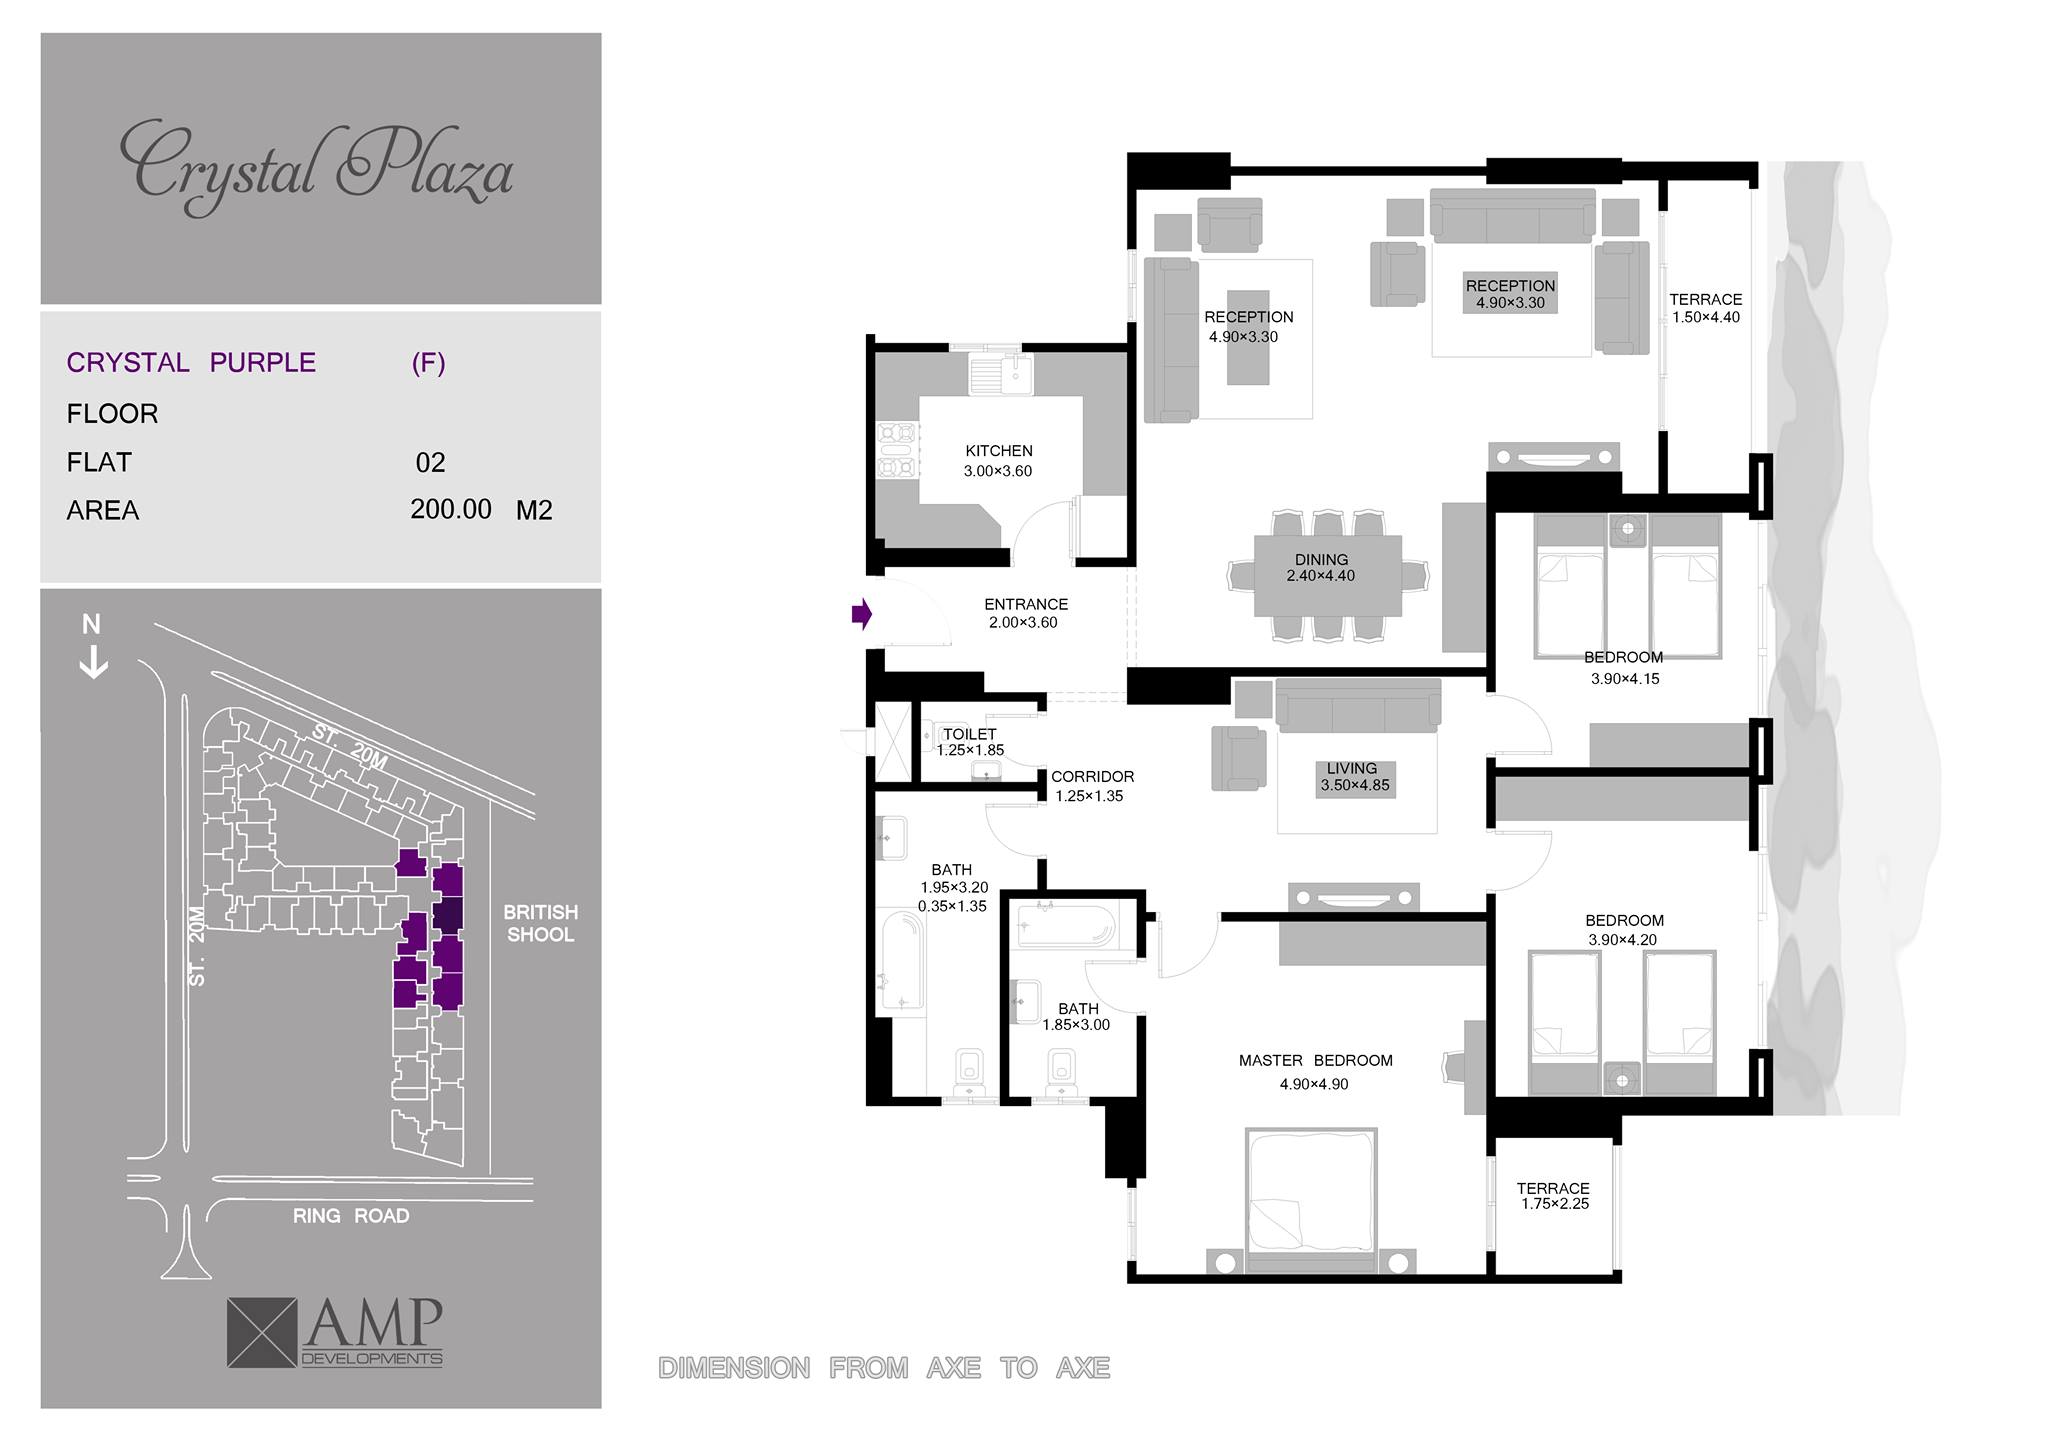 Crystal Plaza
CRYSTAL PURPLE (F)
FLOOR
FLAT 02
AREA 200.00 M2
N
ST. 20M
ST. 20M
BRITISH
SHOOL
RING ROAD
AMP
DEVELOPMENTS
RECEPTION
4.90×3.30
RECEPTION
4.90×3.30
TERRACE
1.50×4.40
KITCHEN
3.00×3.60
DINING
2.40×4.40
ENTRANCE
2.00×3.60
BEDROOM
3.90×4.15
TOILET
1.25×1.85
CORRIDOR
1.25×1.35
LIVING
3.50×4.85
BATH
1.95×3.20
0.35×1.35
BEDROOM
3.90×4.20
BATH
1.85×3.00
MASTER BEDROOM
4.90×4.90
TERRACE
1.75×2.25
DIMENSION FROM AXE TO AXE